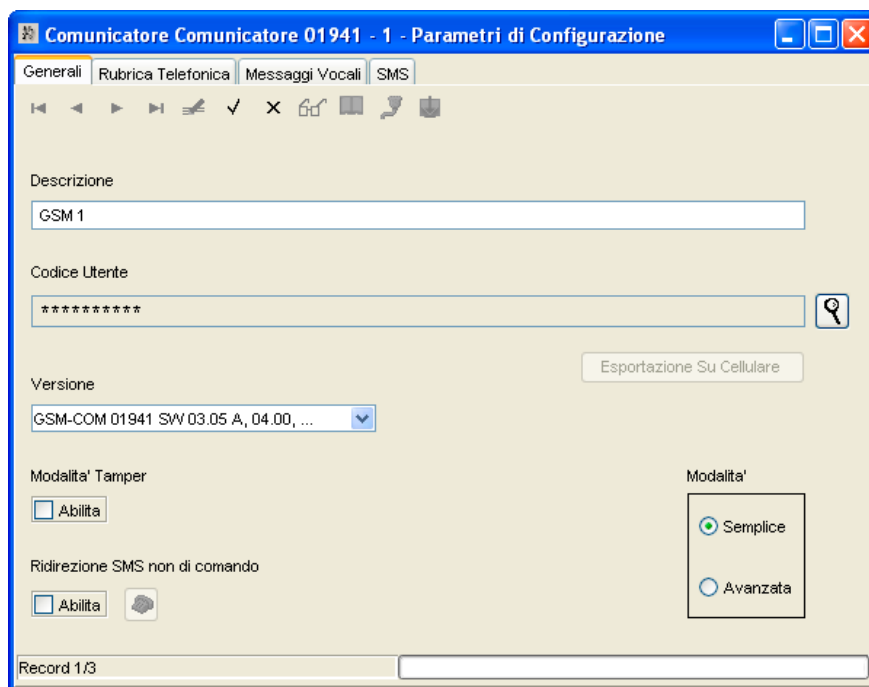 Comunicatore Comunicatore 01941 - 1 - Parametri di Configurazione
Generali Rubrica Telefonica Messaggi Vocali SMS
Descrizione
GSM 1
Codice Utente
**********
Esportazione Su Cellulare
Versione
GSM-COM 01941 SW 03.05 A, 04.00, ...
Modalita' Tamper
Modalita'
Abilita
Semplice
Ridirezione SMS non di comando
Avanzata
Abilita
Record 1/3